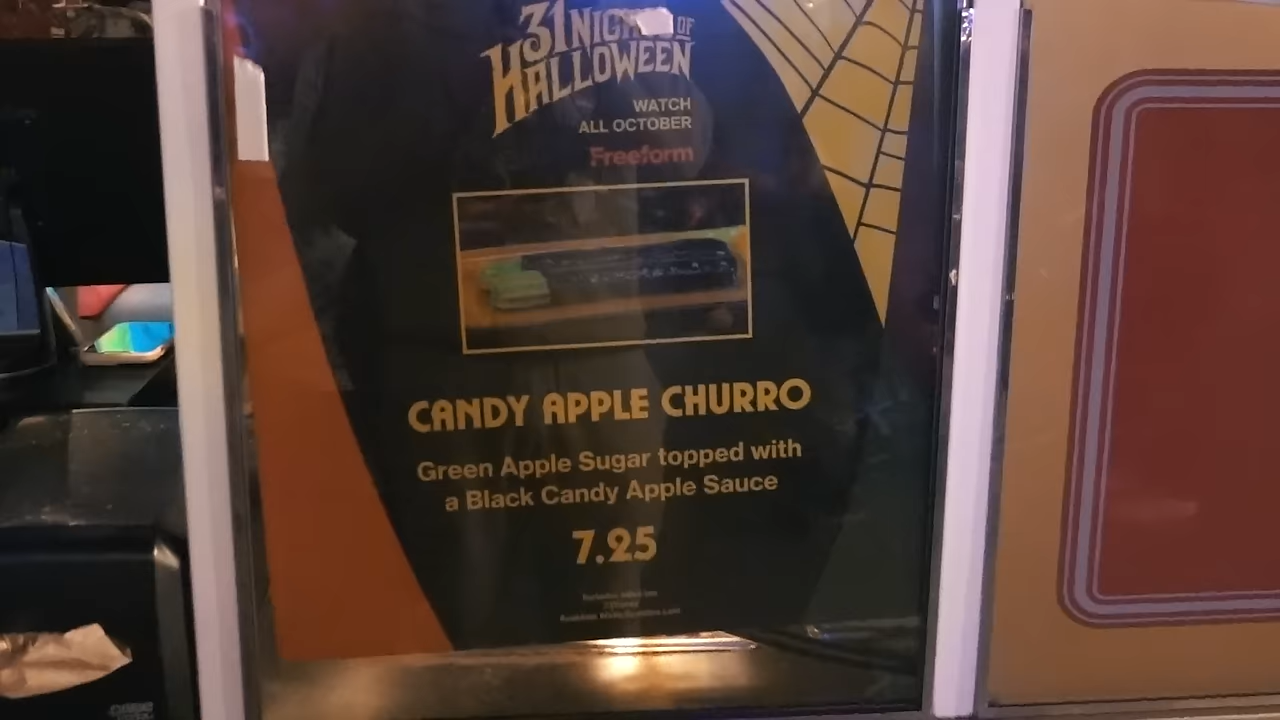 31 NIGHTS OF
HALLOWEEN
WATCH
ALL OCTOBER
Freeform
CANDY APPLE CHURRO
Green Apple Sugar topped with
a Black Candy Apple Sauce
7.25